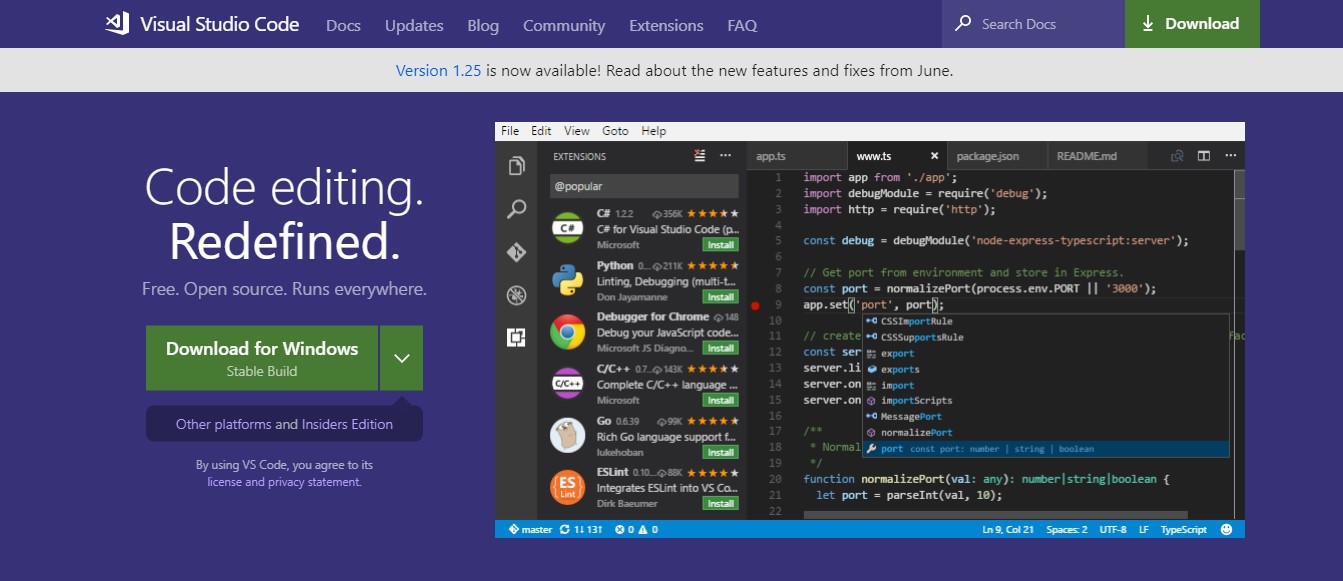 Visual Studio Code Docs Updates Blog Community Extensions FAQ Search Docs Download
Version 1.25 is now available! Read about the new features and fixes from June.
Code editing.
Redefined.
Free. Open source. Runs everywhere.
Download for Windows
Stable Build
Other platforms and Insiders Edition
By using VS Code, you agree to its
license and privacy statement.
File Edit View Goto Help
EXTENSIONS
@popular
C# 1.2.2 356K
C# for Visual Studio Code (p...
Microsoft Install
C#
Python 0.... 211K
Linting, Debugging (multi-t...
Don Jayamanne Install
Debugger for Chrome 148
Debug your JavaScript code...
Microsoft JS Diagno... Install
C/C++ 0.7... 143K
Complete C/C++ language ...
Microsoft Install
C/C++
Go 0.6.39 99K
Rich Go language support f...
lukehoban Install
ESLint 0.10... 88K
Integrates ESLint into VS Co...
Dirk Baeumer Install
ES
Lint
app.ts www.ts package.json README.md
1 import app from './app';
2 import debugModule = require('debug');
3 import http = require('http');
4
5 const debug = debugModule('node-express-typescript:server');
6
7 // Get port from environment and store in Express.
8 const port = normalizePort(process.env.PORT || '3000');
9 app.set('port', port);
10
11 // create
12 const ser
13 server.li
14 server.on
15 server.on
16
17 /**
18 * Normal
19 */
20 function normalizePort(val: any): number|string|boolean {
21 let port = parseInt(val, 10);
22
CSSImportRule
CSSSupportsRule
export
exports
import
importScripts
MessagePort
normalizePort
port const port: number | string | boolean
master 1↓ 13↑ 0 0 Ln 9, Col 21 Spaces: 2 UTF-8 LF TypeScript